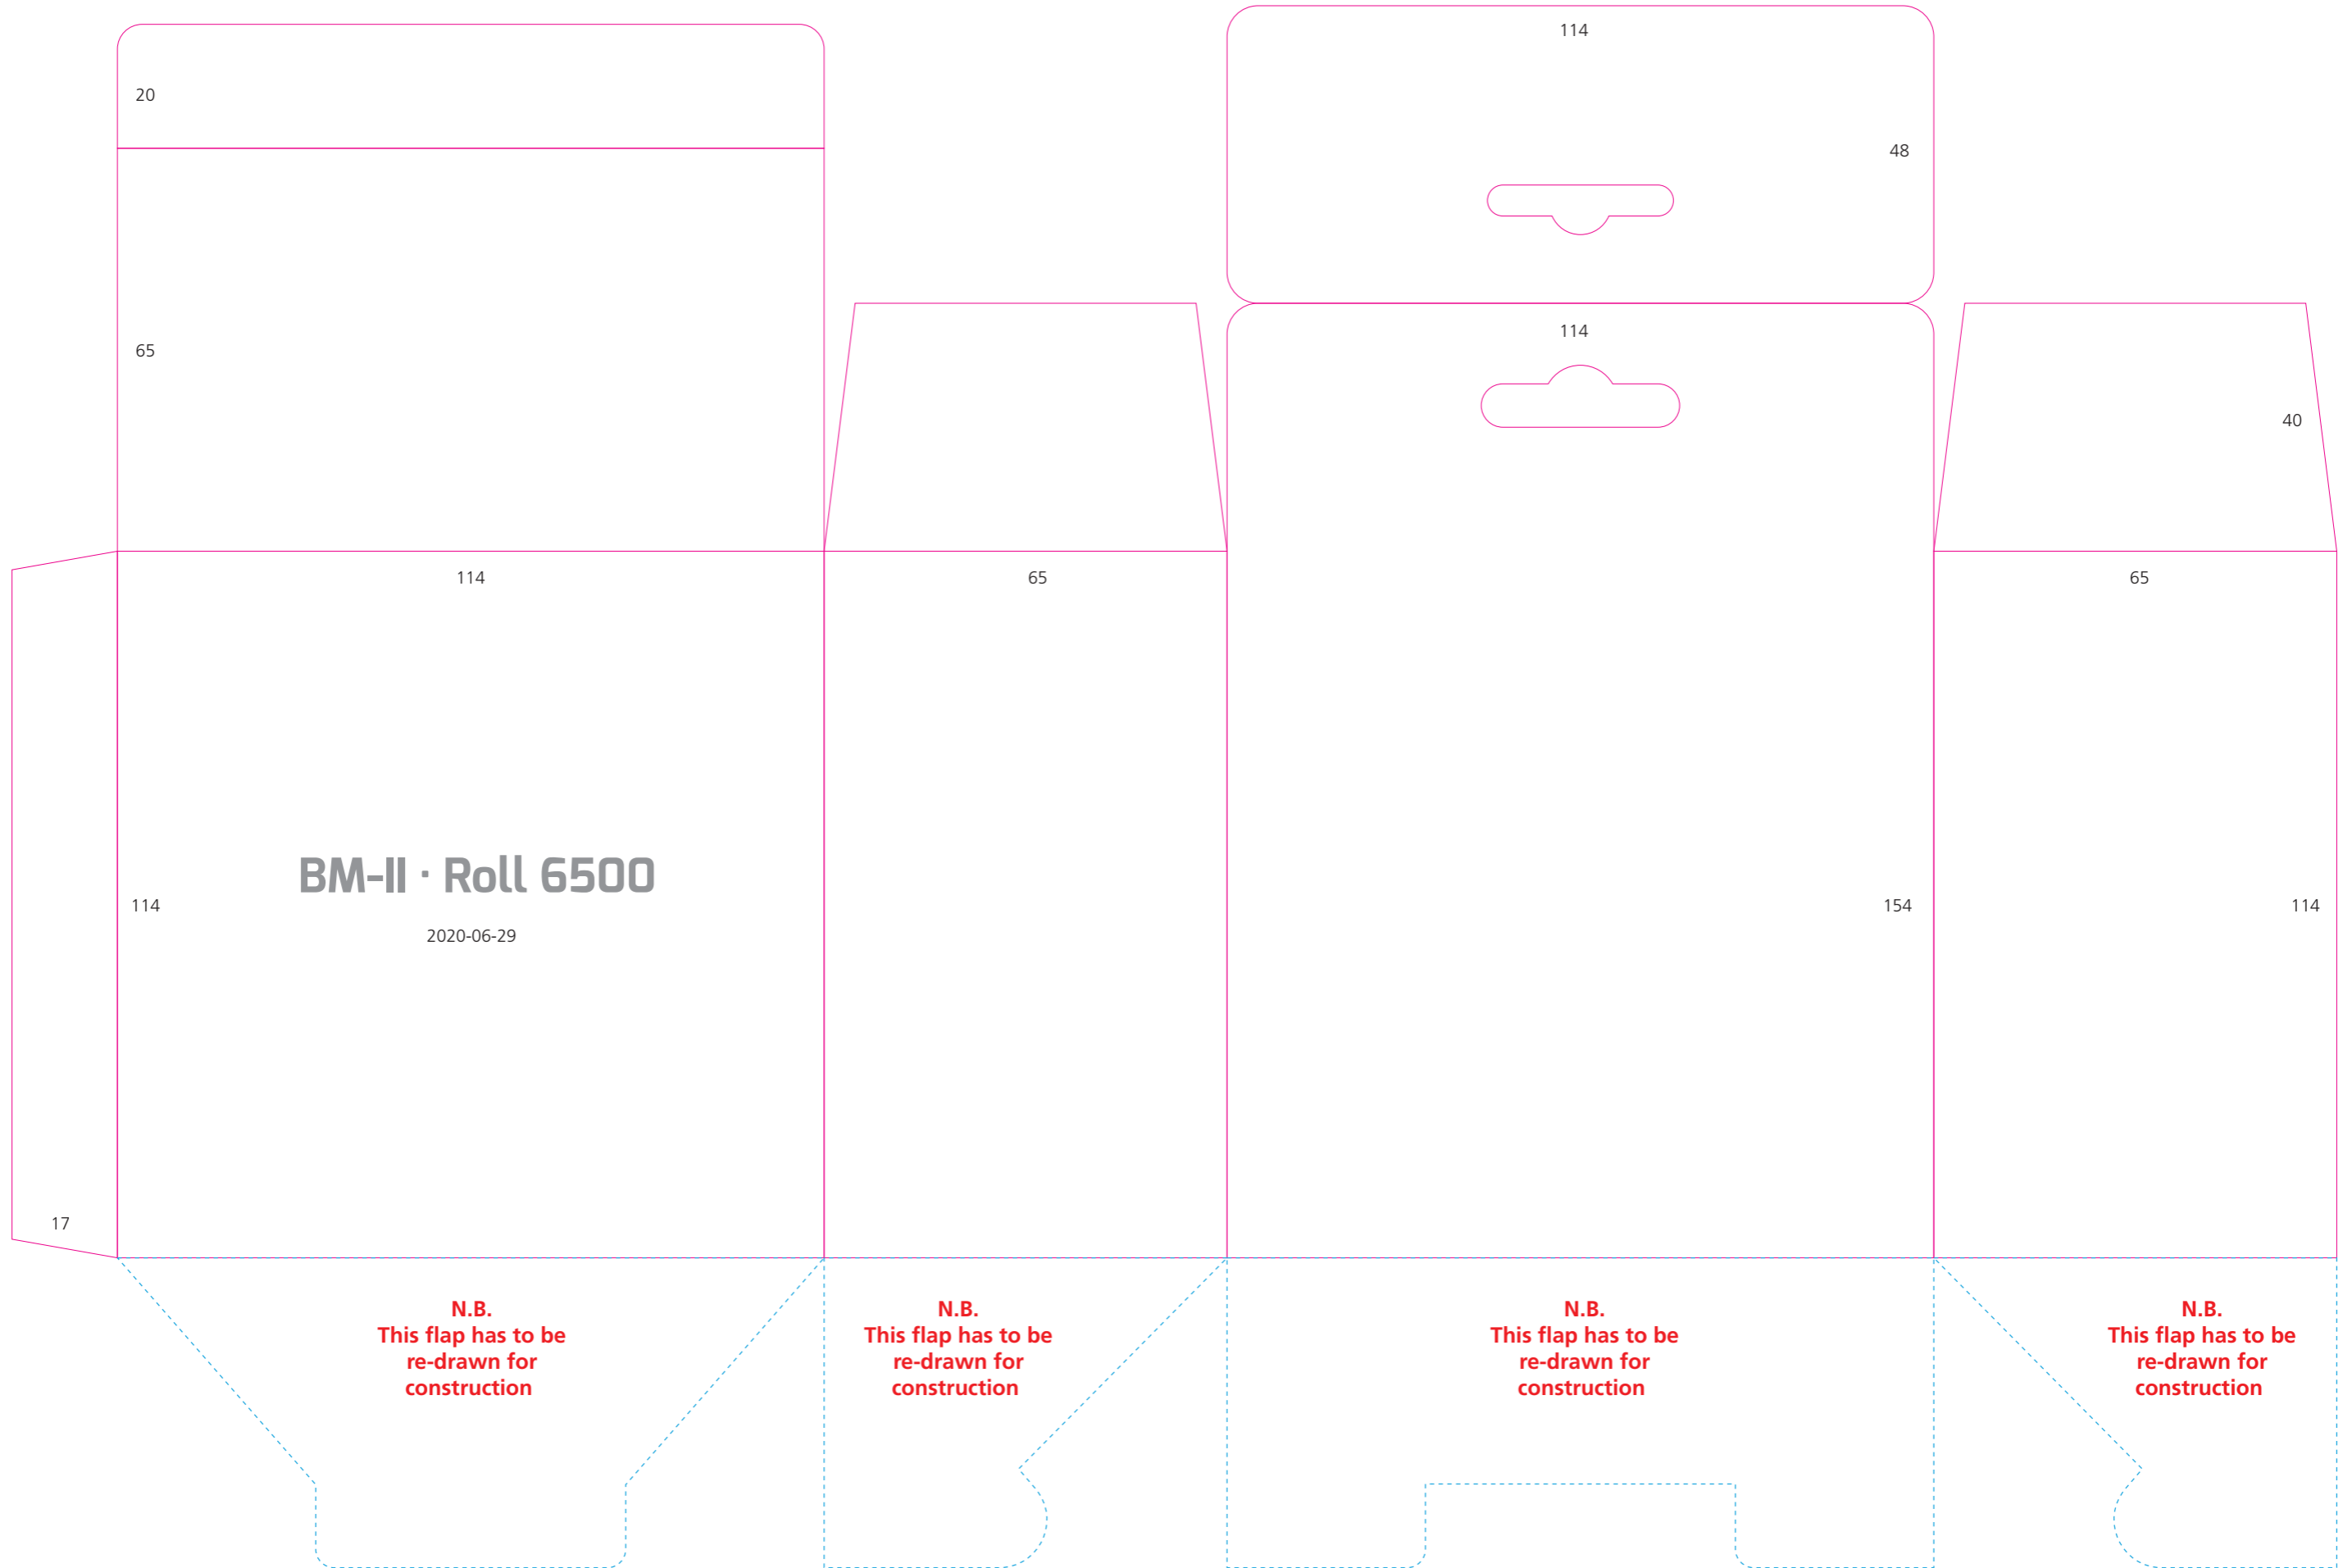 114
20
48
65
114
40
114
65
65
BM-II · Roll 6500
114
2020-06-29
154
114
17
N.B.
This flap has to be
re-drawn for
construction
N.B.
This flap has to be
re-drawn for
construction
N.B.
This flap has to be
re-drawn for
construction
N.B.
This flap has to be
re-drawn for
construction